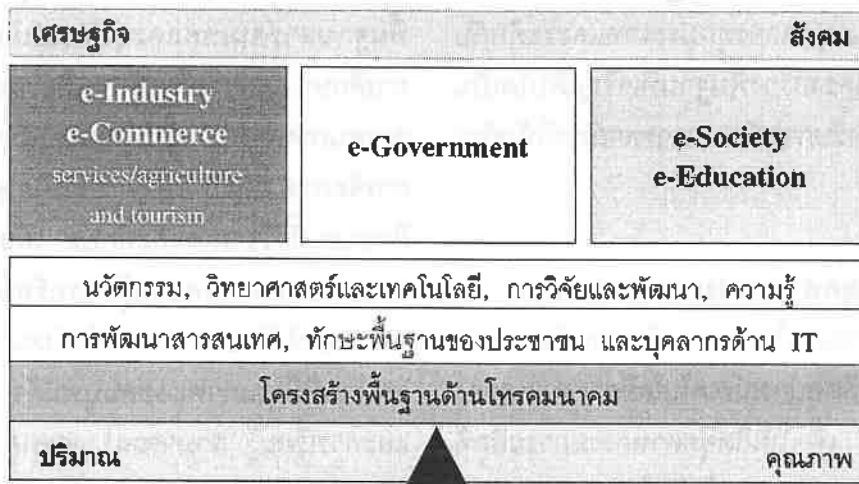 เศรษฐกิจ สังคม
e-Industry
e-Commerce
services/agriculture
and tourism
e-Government
e-Society
e-Education
นวัตกรรม, วิทยาศาสตร์และเทคโนโลยี, การวิจัยและพัฒนา, ความรู้
การพัฒนาสารสนเทศ, ทักษะพื้นฐานของประชาชน และบุคลากรด้าน IT
โครงสร้างพื้นฐานด้านโทรคมนาคม
ปริมาณ คุณภาพ